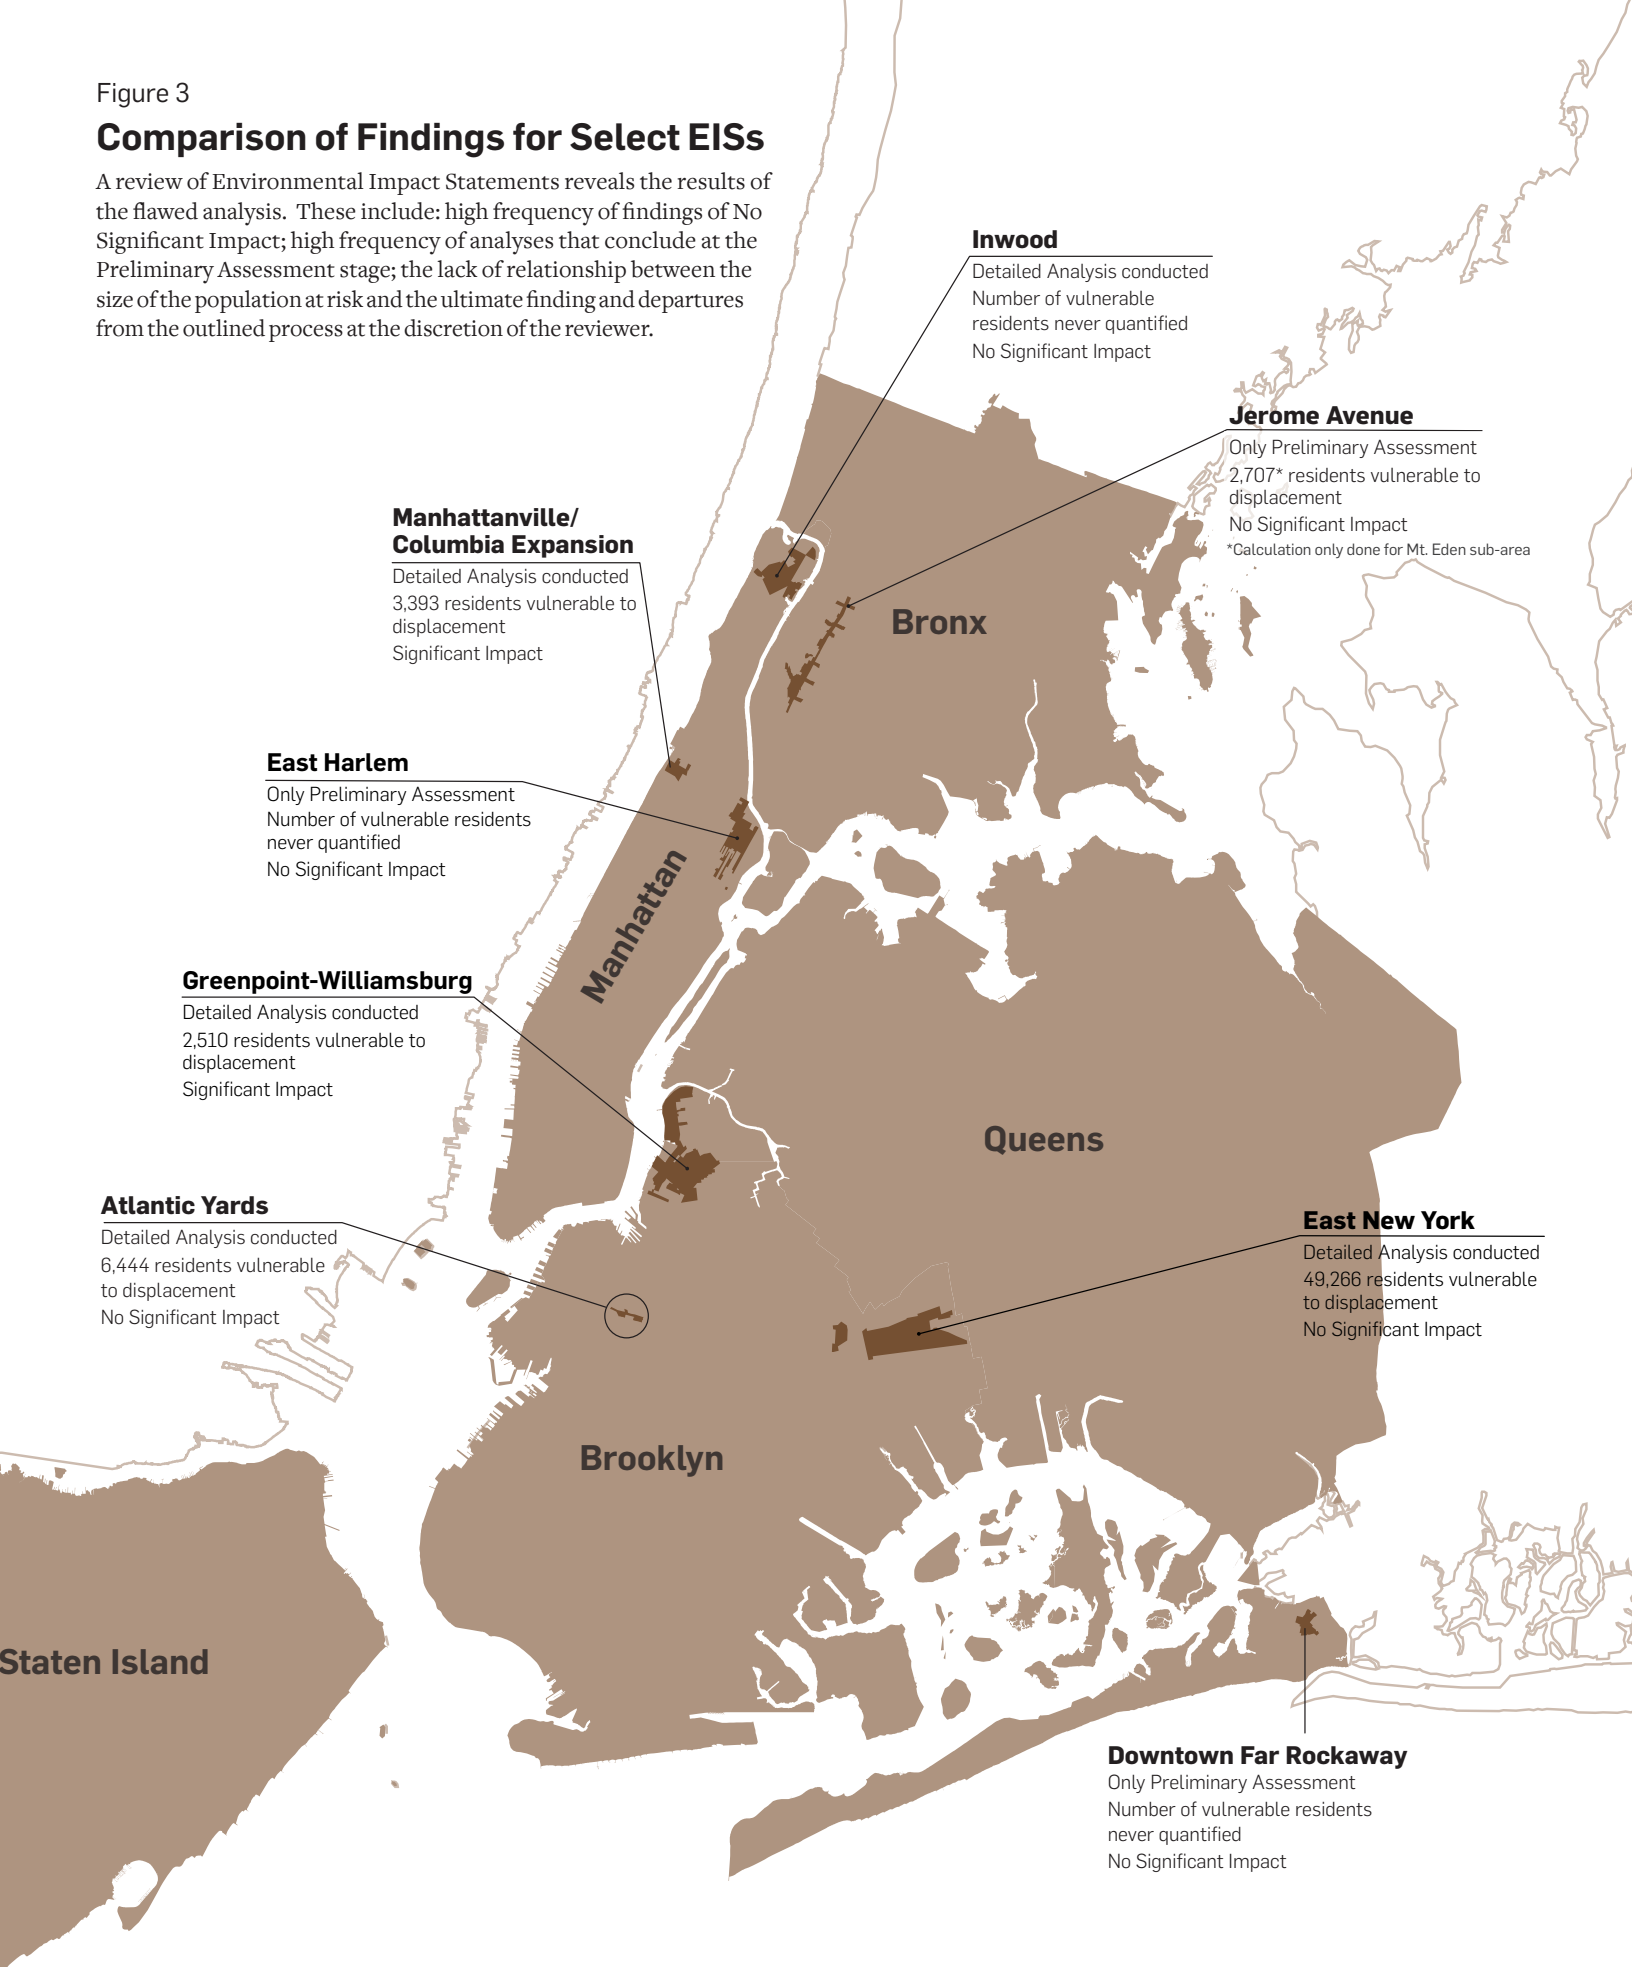 Figure 3
Comparison of Findings for Select EISs
A review of Environmental Impact Statements reveals the results of
the flawed analysis. These include: high frequency of findings of No
Significant Impact; high frequency of analyses that conclude at the
Preliminary Assessment stage; the lack of relationship between the
size of the population at risk and the ultimate finding and departures
from the outlined process at the discretion of the reviewer.
Inwood
Detailed Analysis conducted
Number of vulnerable
residents never quantified
No Significant Impact
Jerome Avenue
Only Preliminary Assessment
2,707* residents vulnerable to
displacement
No Significant Impact
*Calculation only done for Mt. Eden sub-area
Manhattanville/
Columbia Expansion
Detailed Analysis conducted
3,393 residents vulnerable to
displacement
Significant Impact
Bronx
East Harlem
Only Preliminary Assessment
Number of vulnerable residents
never quantified
No Significant Impact
Manhattan
Greenpoint-Williamsburg
Detailed Analysis conducted
2,510 residents vulnerable to
displacement
Significant Impact
Queens
Atlantic Yards
Detailed Analysis conducted
6,444 residents vulnerable
to displacement
No Significant Impact
East New York
Detailed Analysis conducted
49,266 residents vulnerable
to displacement
No Significant Impact
Brooklyn
Staten Island
Downtown Far Rockaway
Only Preliminary Assessment
Number of vulnerable residents
never quantified
No Significant Impact